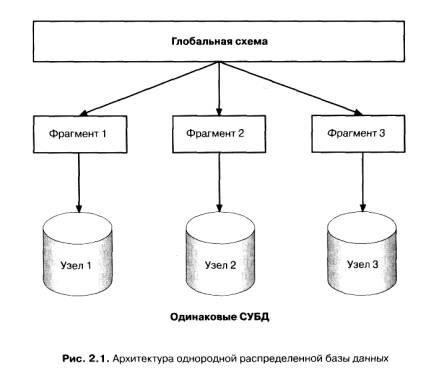 Глобальная схема
Фрагмент 1 Фрагмент 2 Фрагмент 3
Узел 1 Узел 2 Узел 3
Одинаковые СУБД
Рис. 2.1. Архитектура однородной распределенной базы данных